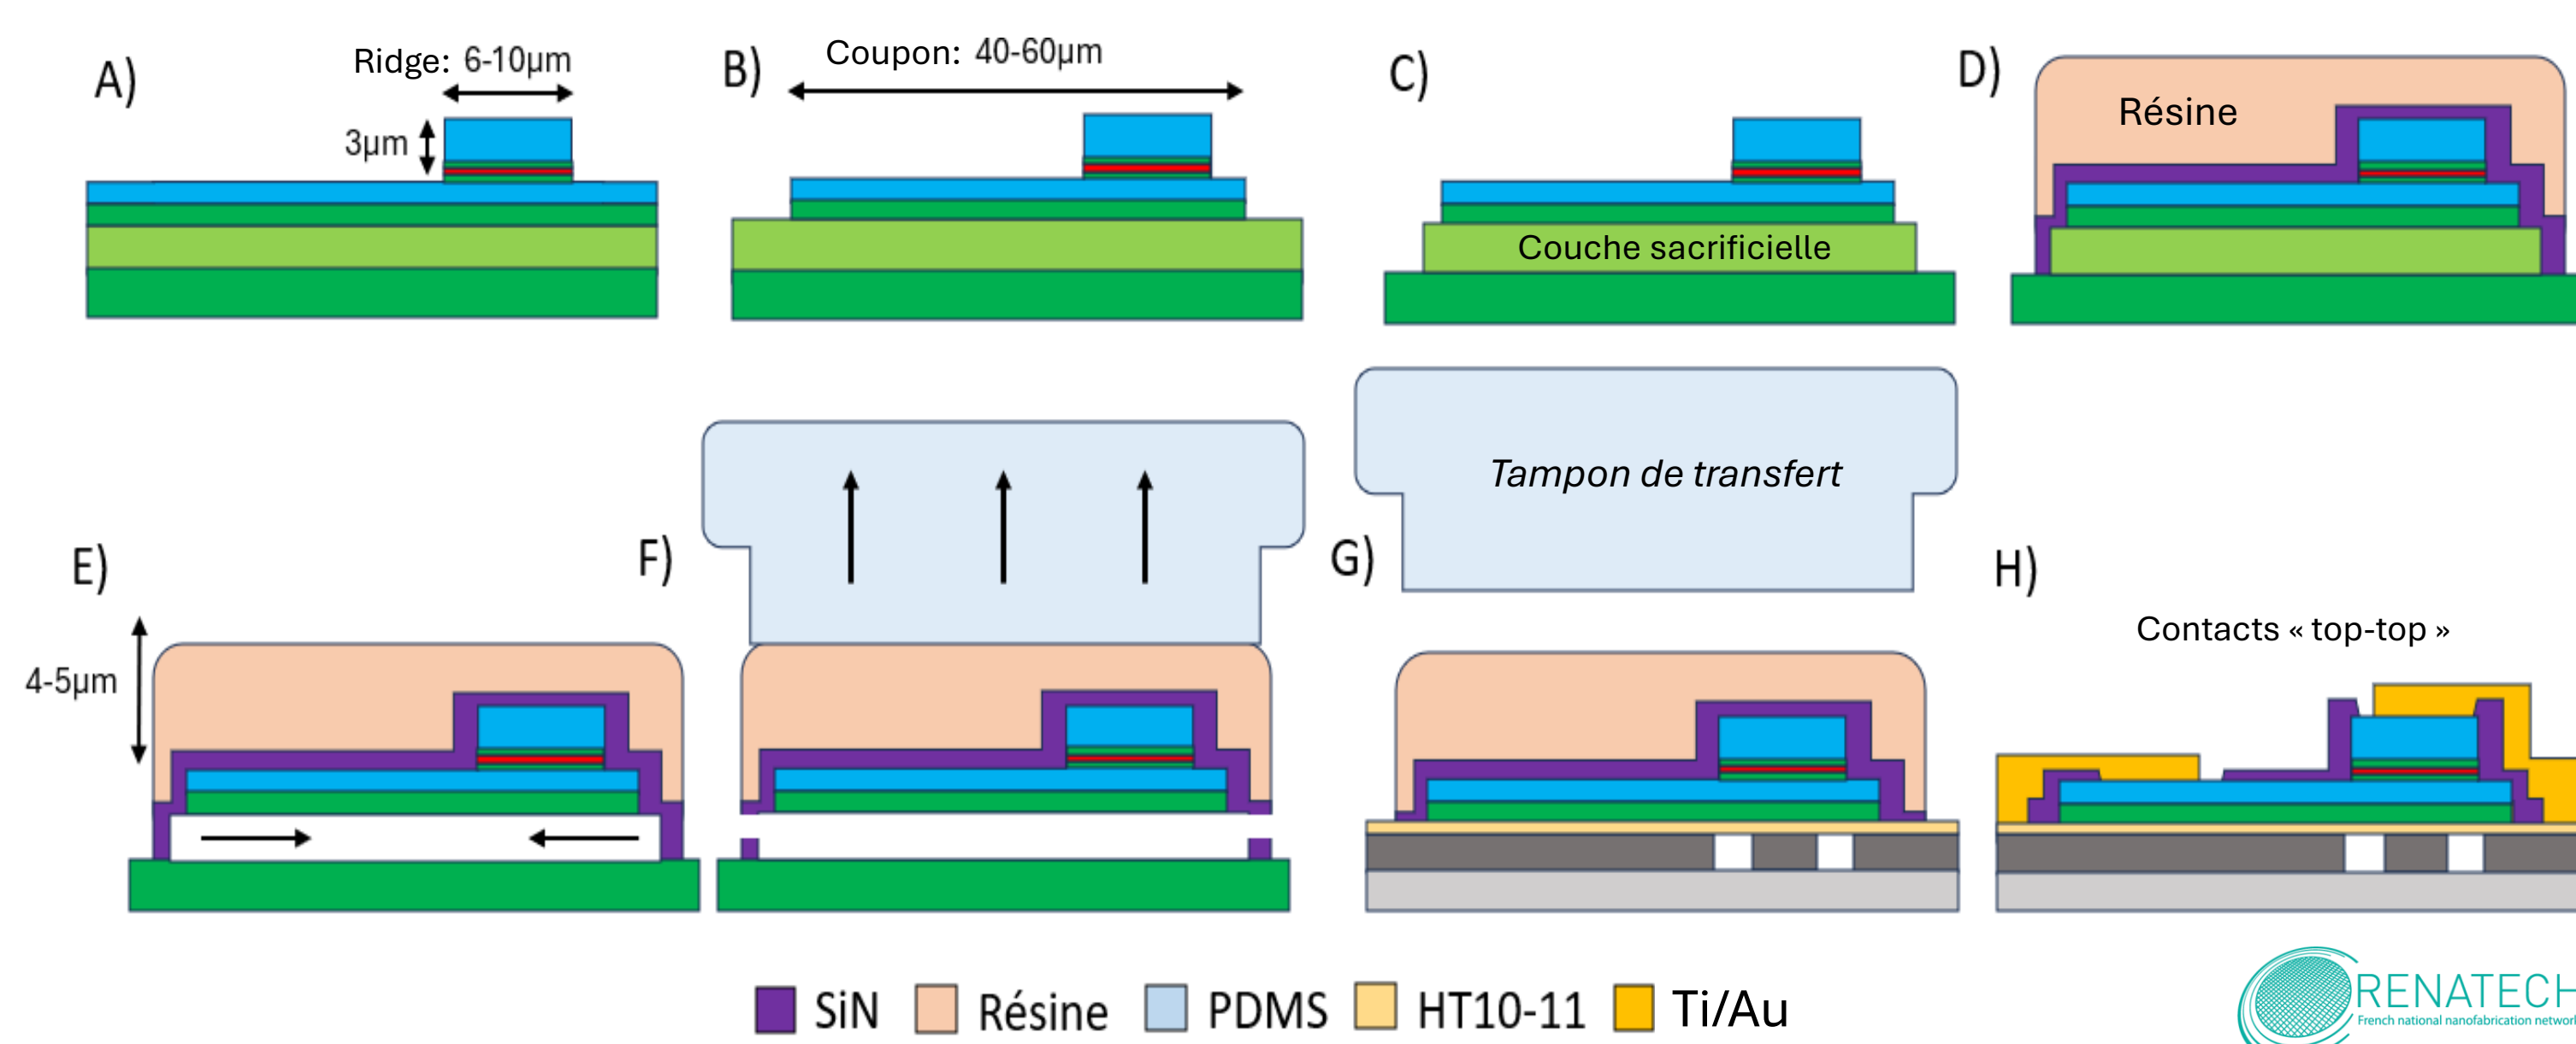 A)
Ridge: 6-10µm
3µm
B)
Coupon: 40-60µm
C)
Couche sacrificielle
D)
Résine
E)
4-5µm
F)
G)
Tampon de transfert
H)
Contacts « top-top »
SiN
Résine
PDMS
HT10-11
Ti/Au
RENATECH
French national nanofabrication network